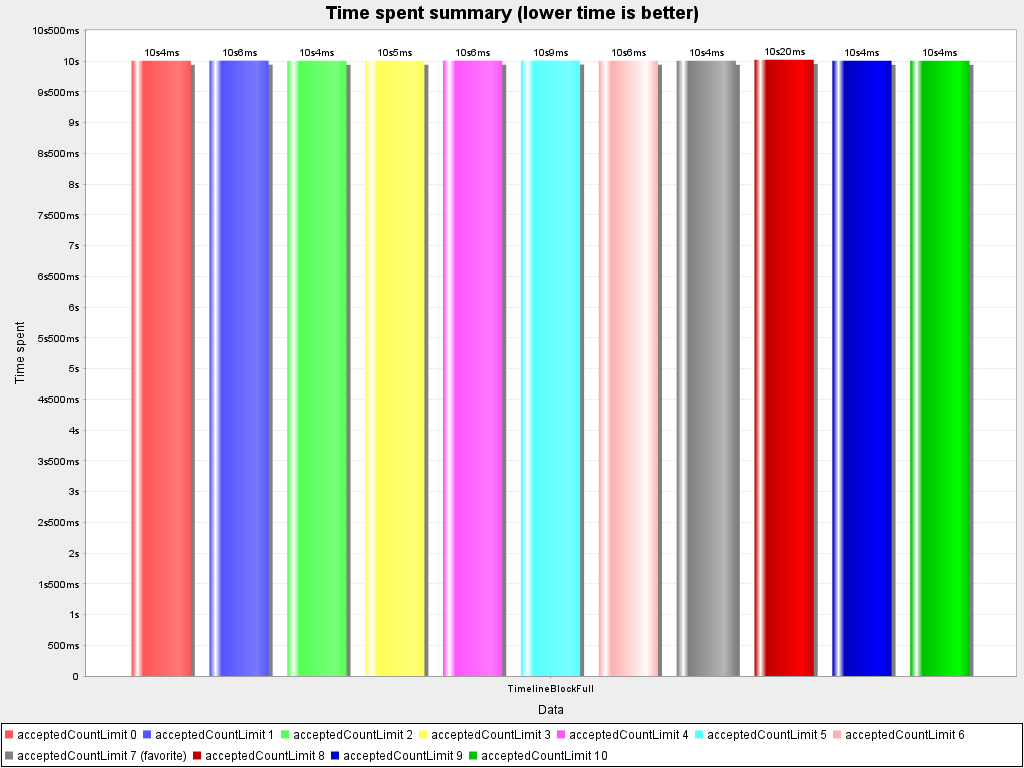 Time spent summary (lower time is better)
10s500ms
10s
9s500ms
9s
8s500ms
8s
7s500ms
7s
6s500ms
6s
5s500ms
5s
4s500ms
4s
3s500ms
3s
2s500ms
2s
1s500ms
1s
500ms
0
Time spent
10s4ms
10s6ms
10s4ms
10s5ms
10s6ms
10s9ms
10s6ms
10s4ms
10s20ms
10s4ms
10s4ms
TimelineBlockFull
Data
acceptedCountLimit 0 acceptedCountLimit 1 acceptedCountLimit 2 acceptedCountLimit 3 acceptedCountLimit 4 acceptedCountLimit 5 acceptedCountLimit 6
acceptedCountLimit 7 (favorite) acceptedCountLimit 8 acceptedCountLimit 9 acceptedCountLimit 10